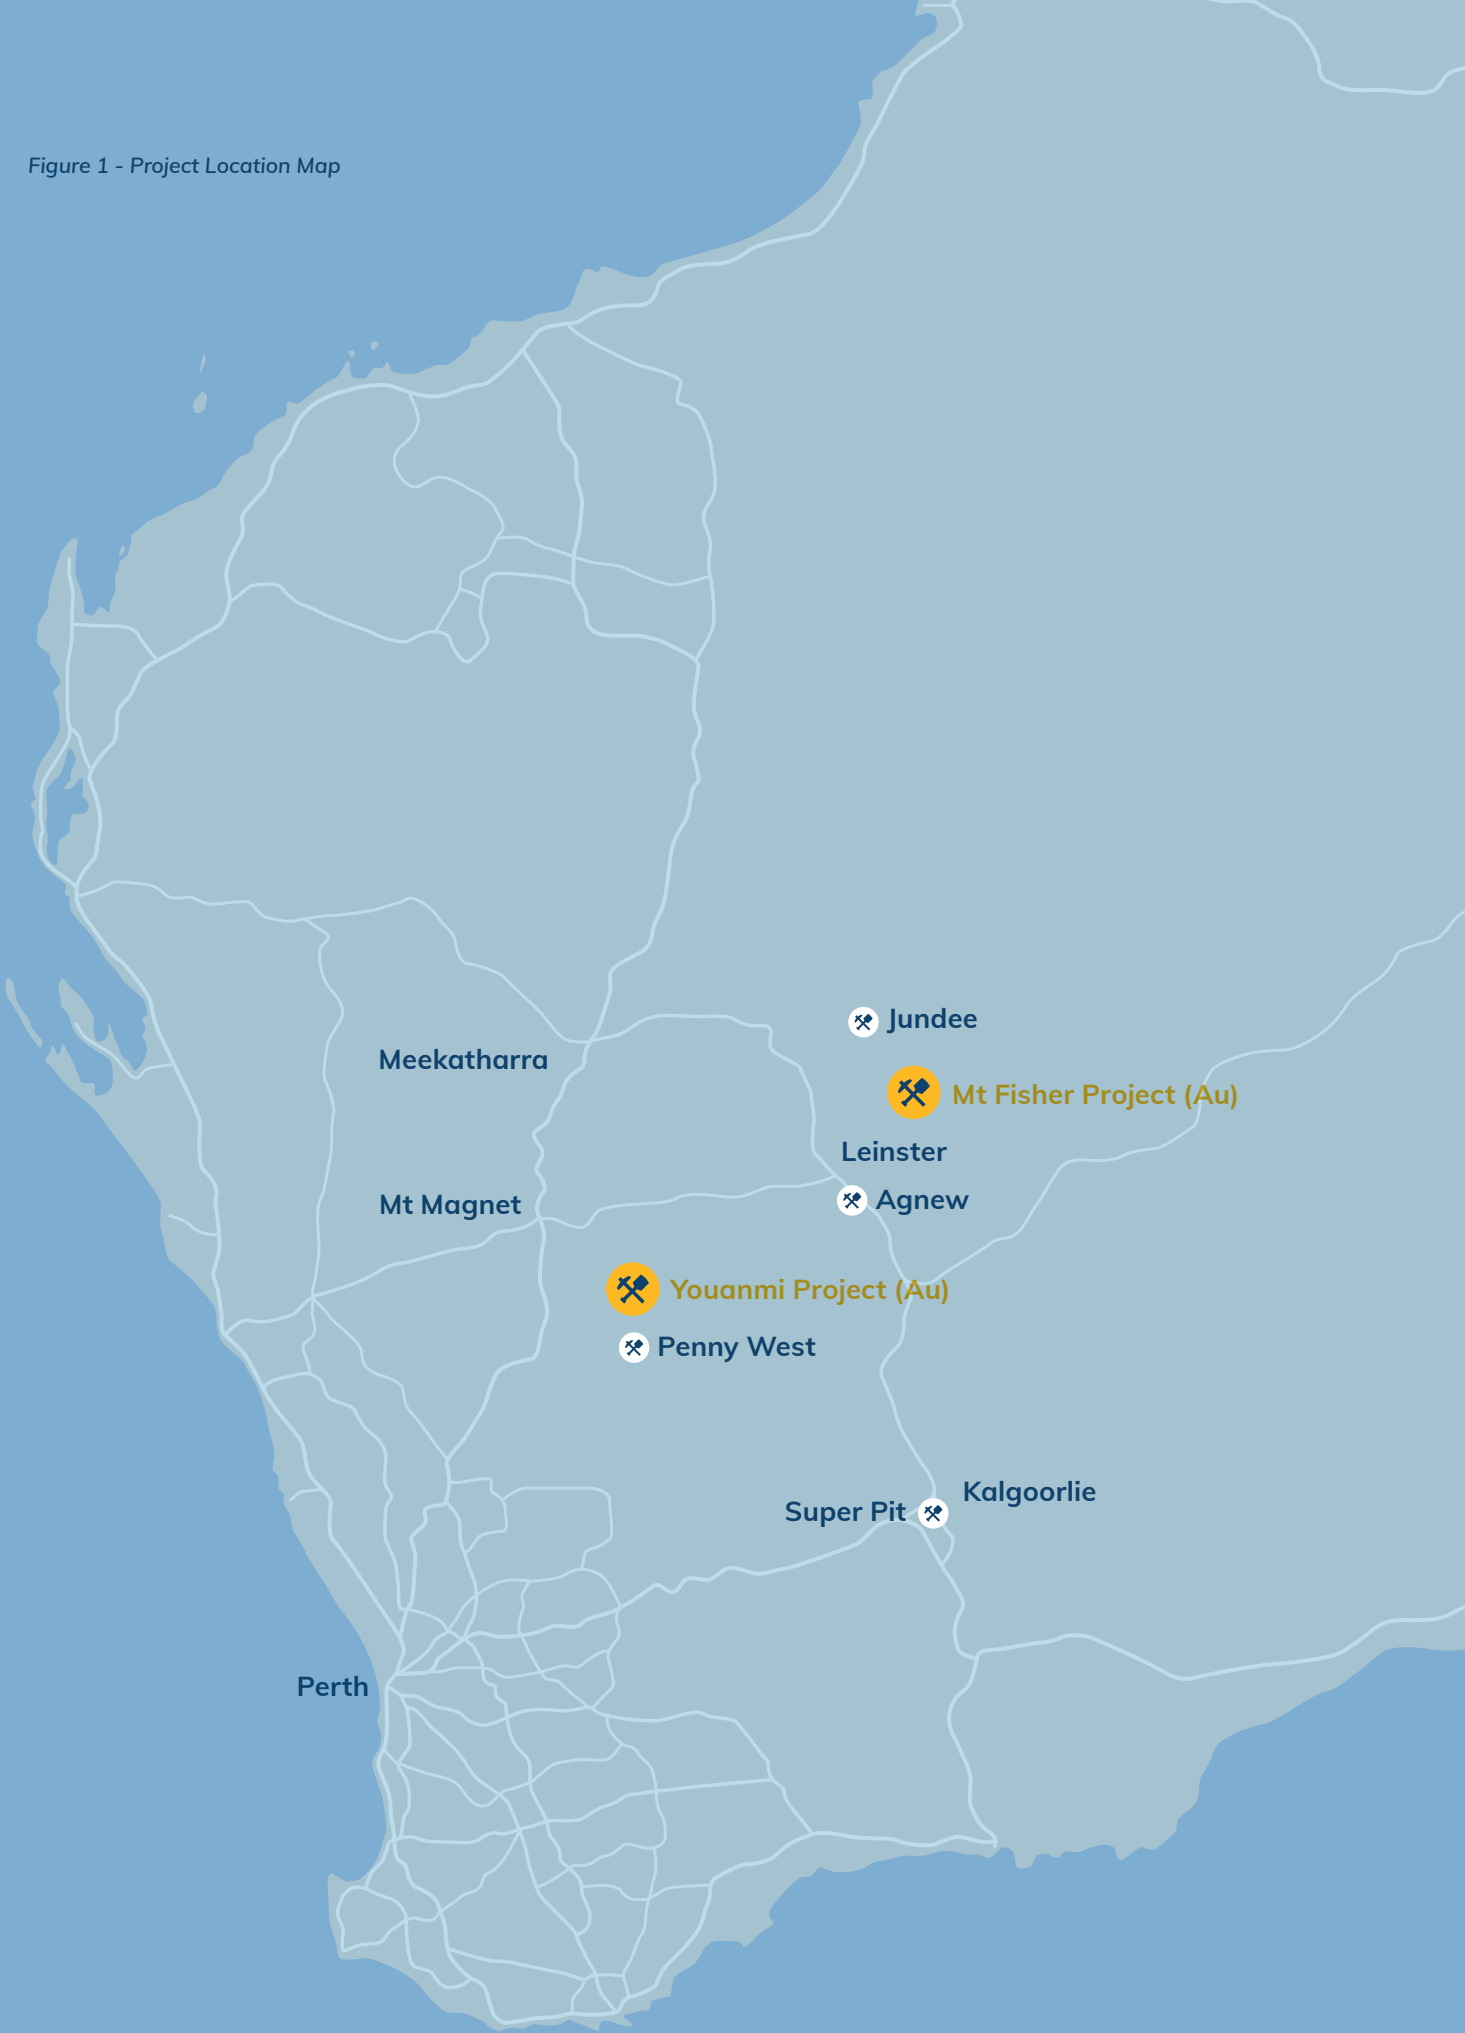 Figure 1 - Project Location Map
Jundee
Meekatharra
Mt Fisher Project (Au)
Leinster
Agnew
Mt Magnet
Youanmi Project (Au)
Penny West
Kalgoorlie
Super Pit
Perth